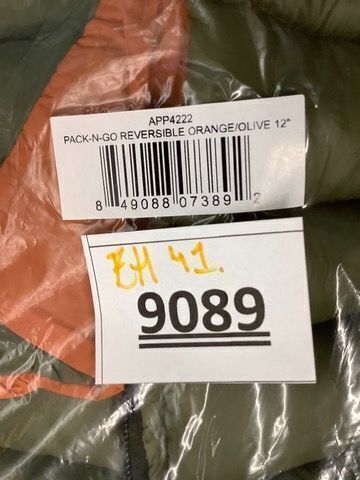 APP4222
PACK-N-GO REVERSIBLE ORANGE/OLIVE 12"
8 49088 07389 2
EH 41.
9089